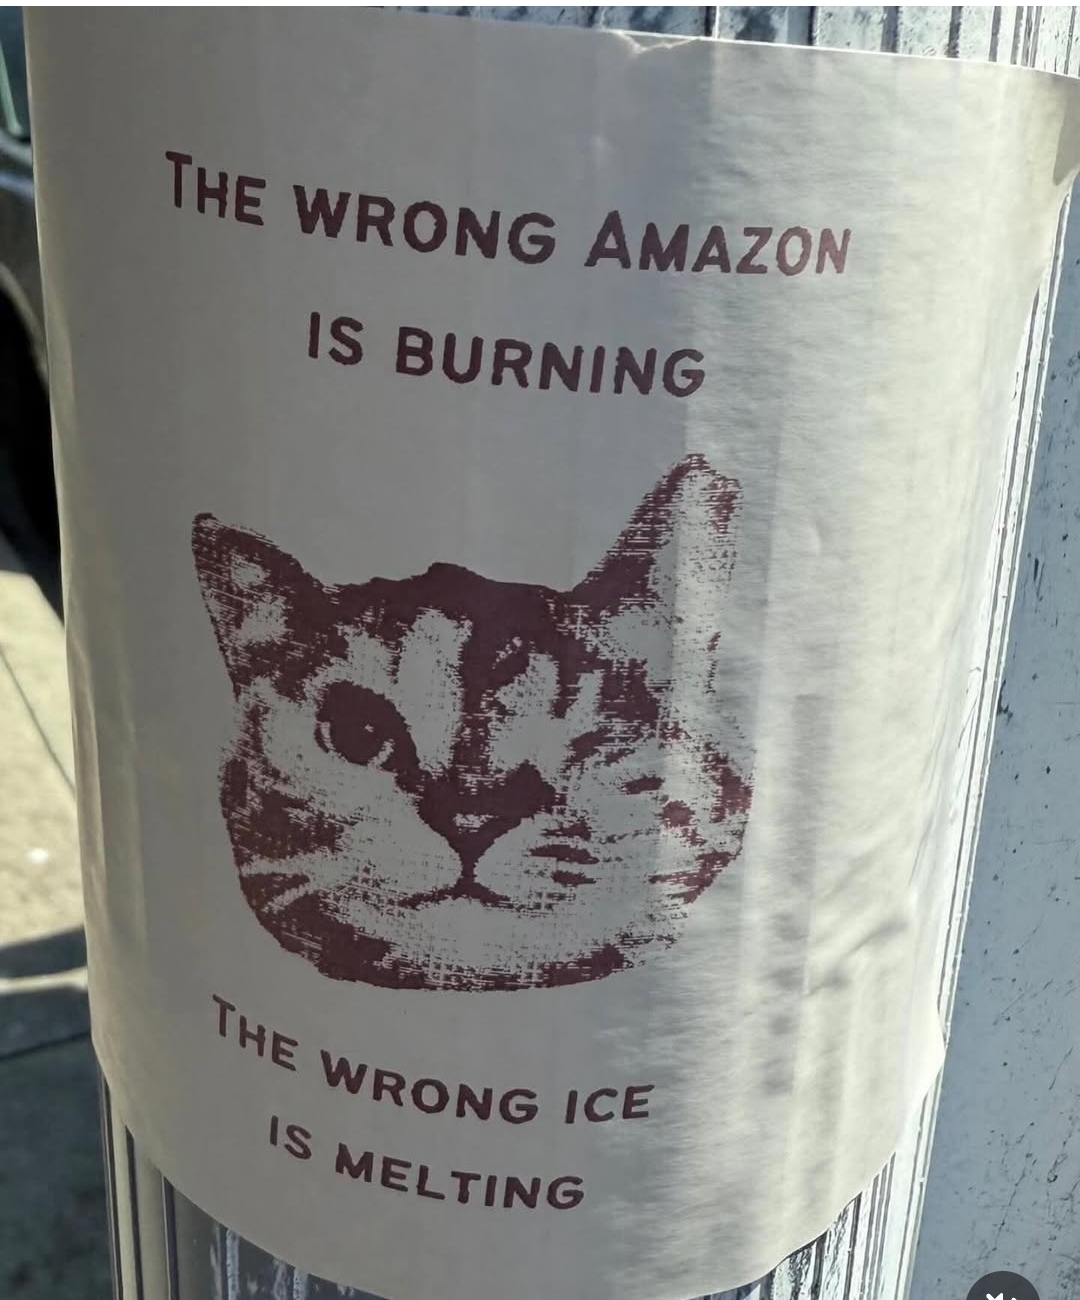 The wrong Amazon
is burning
The wrong ICE
is melting